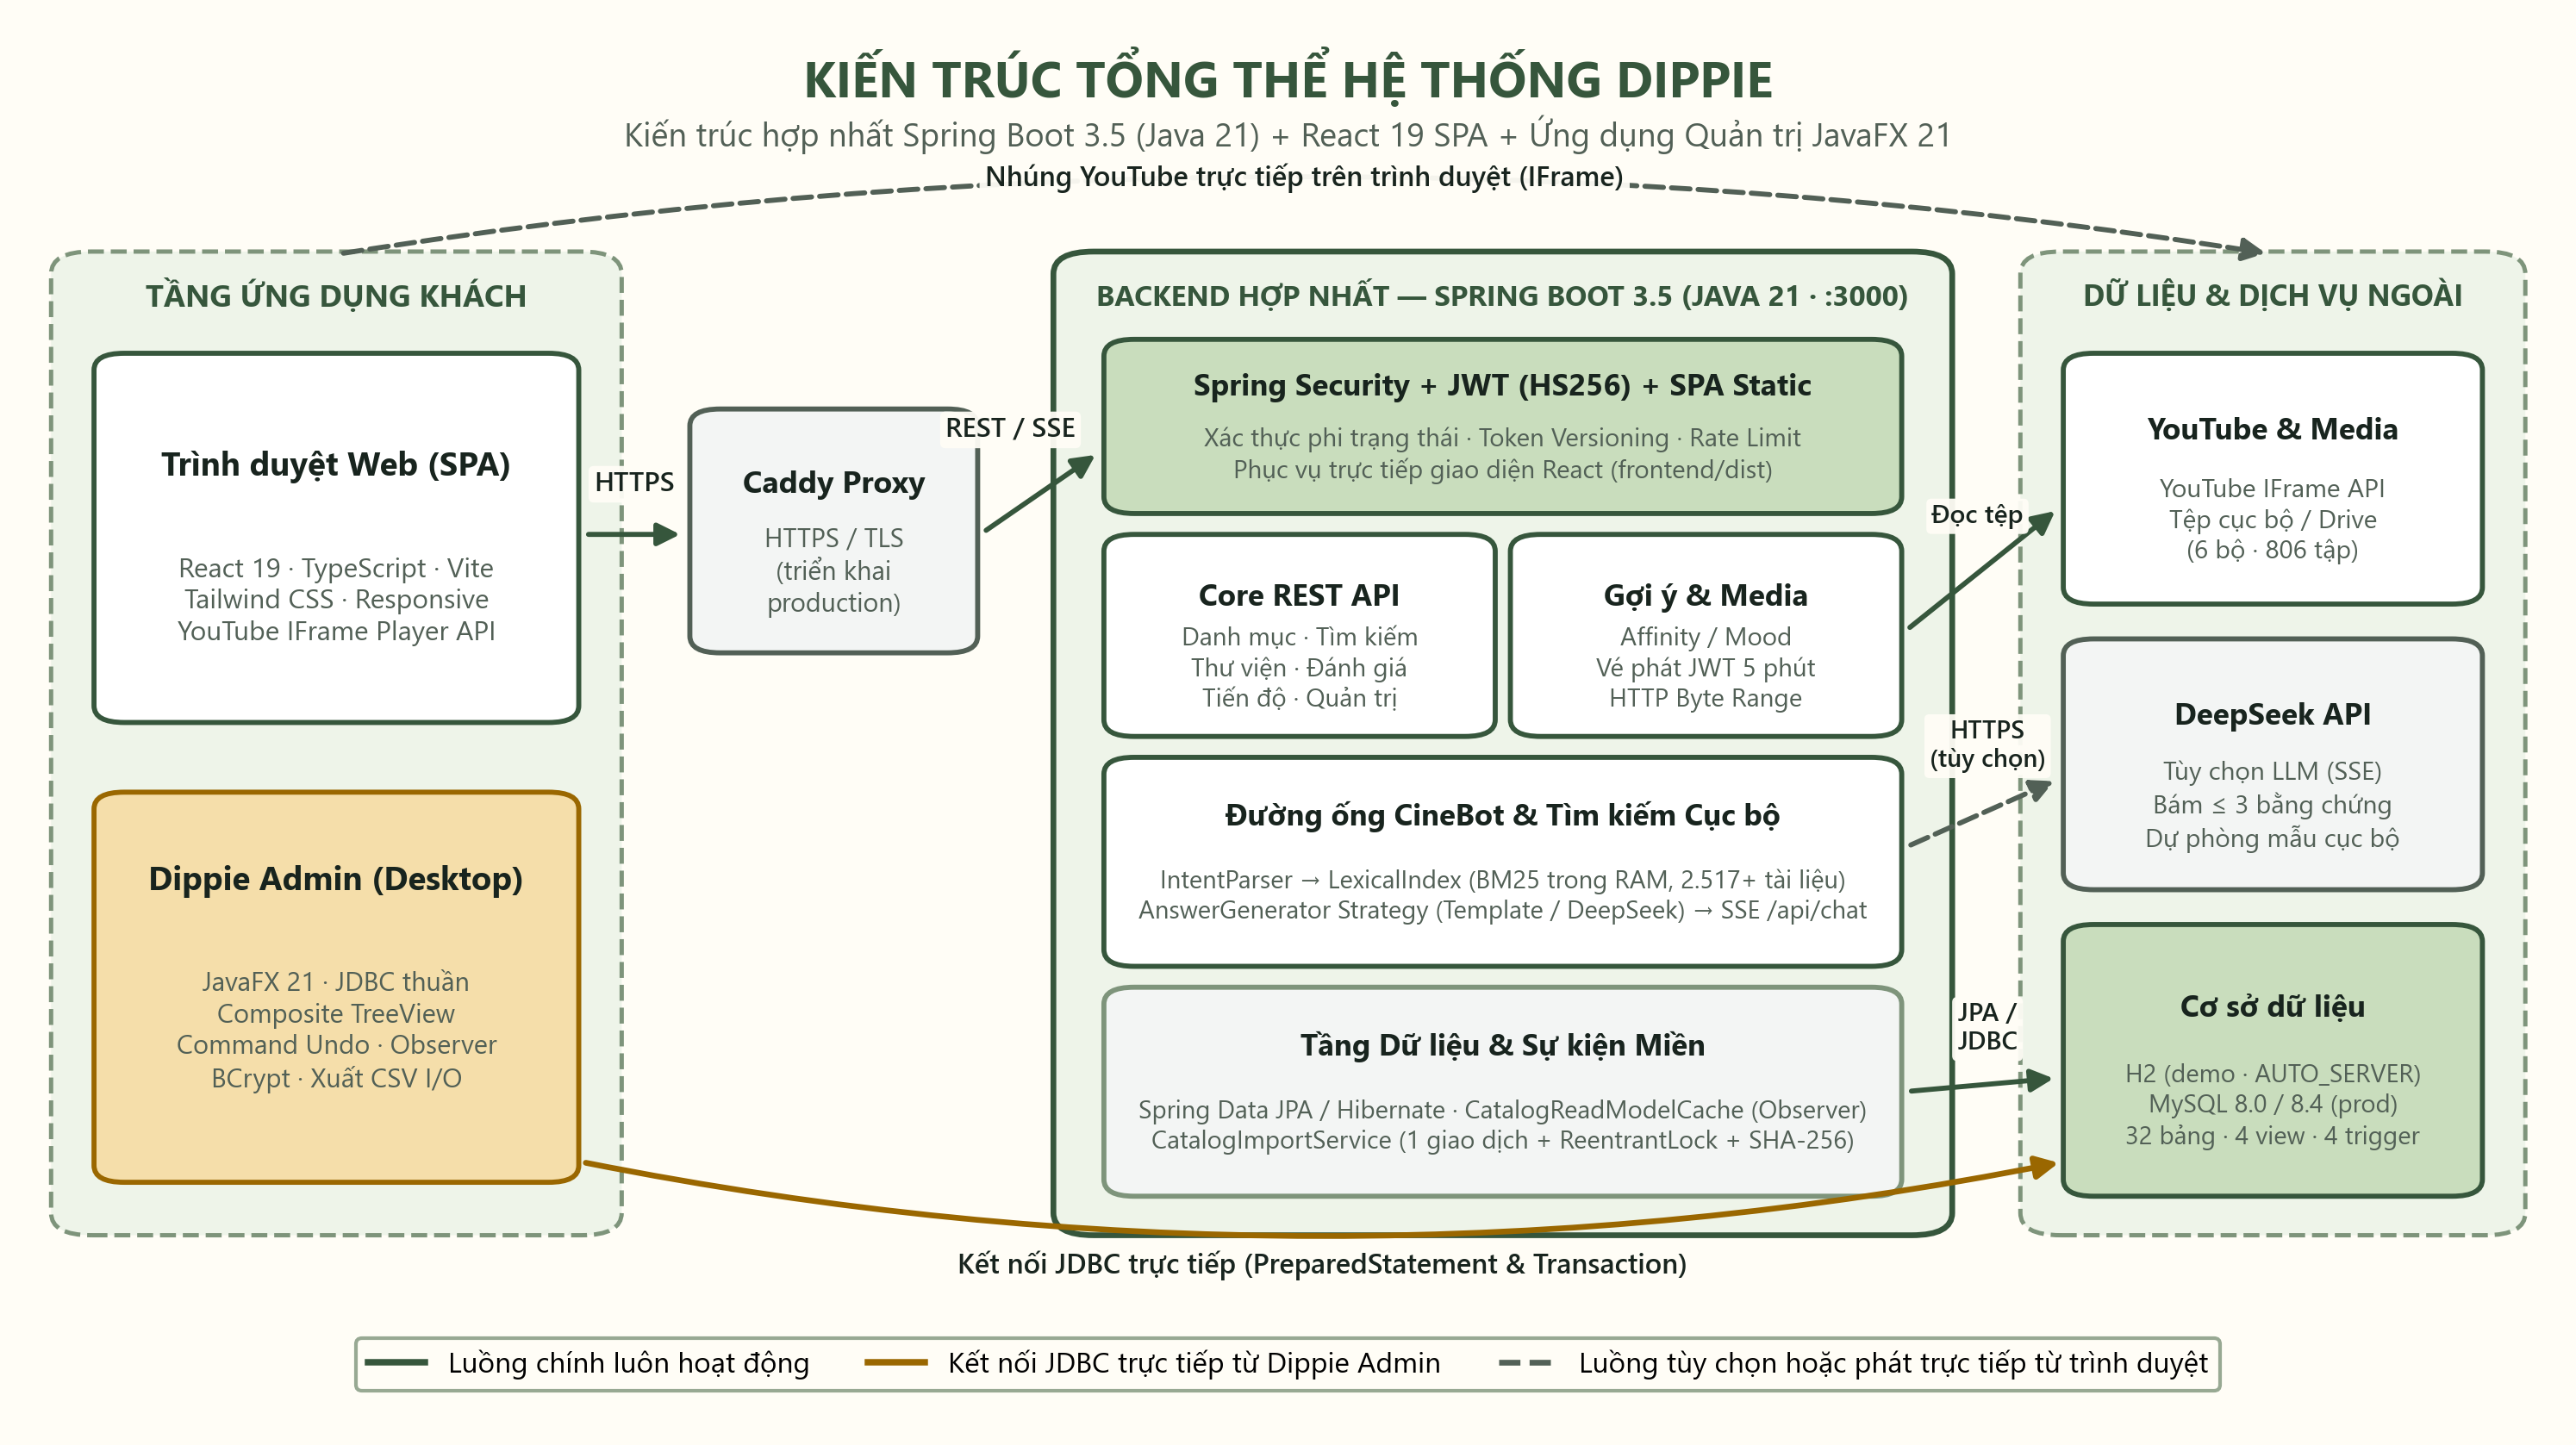 KIẾN TRÚC TỔNG THỂ HỆ THỐNG DIPPIE
Kiến trúc hợp nhất Spring Boot 3.5 (Java 21) + React 19 SPA + Ứng dụng Quản trị JavaFX 21
Nhúng YouTube trực tiếp trên trình duyệt (IFrame)
TẦNG ỨNG DỤNG KHÁCH
Trình duyệt Web (SPA)
React 19 · TypeScript · Vite
Tailwind CSS · Responsive
YouTube IFrame Player API
Dippie Admin (Desktop)
JavaFX 21 · JDBC thuần
Composite TreeView
Command Undo · Observer
BCrypt · Xuất CSV I/O
HTTPS
Caddy Proxy
HTTPS / TLS
(triển khai
production)
REST / SSE
BACKEND HỢP NHẤT — SPRING BOOT 3.5 (JAVA 21 · :3000)
Spring Security + JWT (HS256) + SPA Static
Xác thực phi trạng thái · Token Versioning · Rate Limit
Phục vụ trực tiếp giao diện React (frontend/dist)
Core REST API
Danh mục · Tìm kiếm
Thư viện · Đánh giá
Tiến độ · Quản trị
Gợi ý & Media
Affinity / Mood
Vé phát JWT 5 phút
HTTP Byte Range
Đường ống CineBot & Tìm kiếm Cục bộ
IntentParser → LexicalIndex (BM25 trong RAM, 2.517+ tài liệu)
AnswerGenerator Strategy (Template / DeepSeek) → SSE /api/chat
Tầng Dữ liệu & Sự kiện Miền
Spring Data JPA / Hibernate · CatalogReadModelCache (Observer)
CatalogImportService (1 giao dịch + ReentrantLock + SHA-256)
Đọc tệp
HTTPS
(tùy chọn)
JPA /
JDBC
DỮ LIỆU & DỊCH VỤ NGOÀI
YouTube & Media
YouTube IFrame API
Tệp cục bộ / Drive
(6 bộ · 806 tập)
DeepSeek API
Tùy chọn LLM (SSE)
Bám ≤ 3 bằng chứng
Dự phòng mẫu cục bộ
Cơ sở dữ liệu
H2 (demo · AUTO_SERVER)
MySQL 8.0 / 8.4 (prod)
32 bảng · 4 view · 4 trigger
Kết nối JDBC trực tiếp (PreparedStatement & Transaction)
Luồng chính luôn hoạt động
Kết nối JDBC trực tiếp từ Dippie Admin
Luồng tùy chọn hoặc phát trực tiếp từ trình duyệt